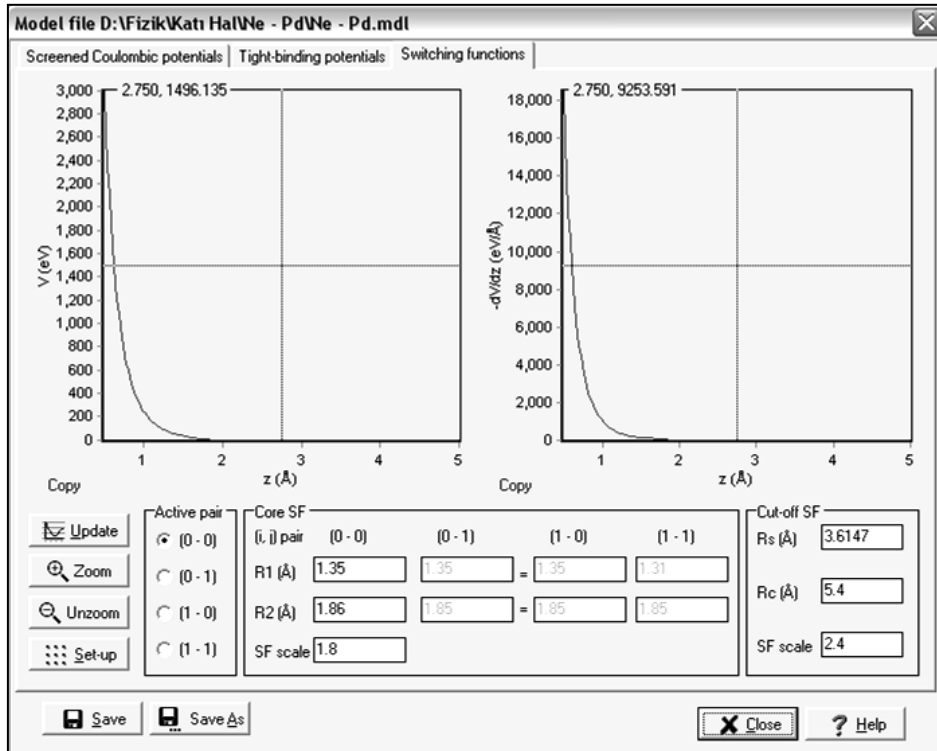 Model file D:\Fizik\Katı Hal\Ne - Pd\Ne - Pd.mdl
Screened Coulombic potentials Tight-binding potentials Switching functions
2.750, 1496.135
3,000
2,800
2,600
2,400
2,200
2,000
1,800
1,600
1,400
1,200
1,000
800
600
400
200
0
V (eV)
1 2 3 4 5
z (Å)
Copy
2.750, 9253.591
18,000
16,000
14,000
12,000
10,000
8,000
6,000
4,000
2,000
0
-dV/dz (eV/Å)
1 2 3 4 5
z (Å)
Copy
Update
Zoom
Unzoom
Set-up
Active pair
(0 - 0)
(0 - 1)
(1 - 0)
(1 - 1)
Core SF
(i, j) pair (0 - 0) (0 - 1) (1 - 0) (1 - 1)
R1 (Å) 1.35 1.35 = 1.35 1.31
R2 (Å) 1.86 1.85 = 1.85 1.85
SF scale 1.8
Cut-off SF
Rs (Å) 3.6147
Rc (Å) 5.4
SF scale 2.4
Save Save As Close ? Help